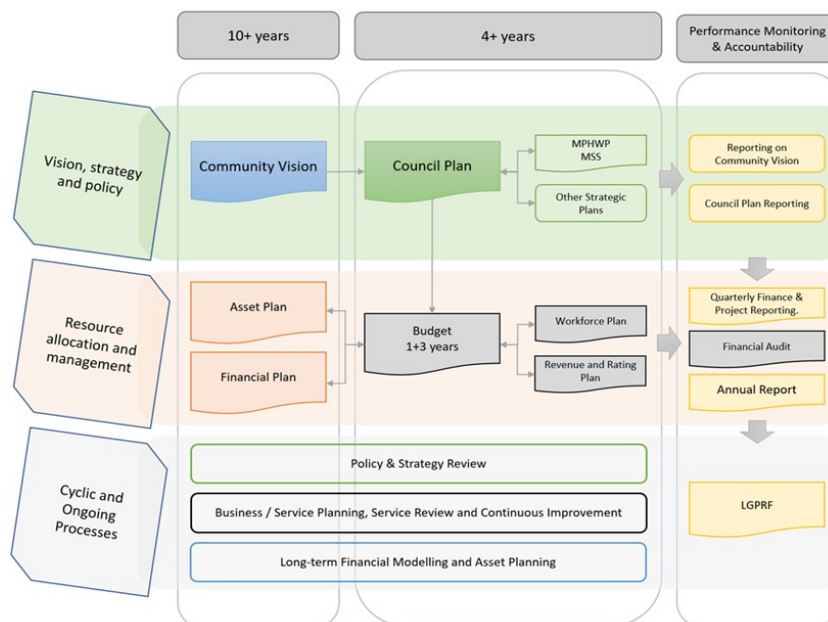 10+ years
4+ years
Performance Monitoring
& Accountability
Vision, strategy
and policy
Community Vision
Council Plan
MPHWP
MSS
Other Strategic
Plans
Reporting on
Community Vision
Council Plan Reporting
Resource
allocation and
management
Asset Plan
Financial Plan
Budget
1+3 years
Workforce Plan
Revenue and Rating
Plan
Quarterly Finance &
Project Reporting.
Financial Audit
Annual Report
Cyclic and
Ongoing
Processes
Policy & Strategy Review
Business / Service Planning, Service Review and Continuous Improvement
Long-term Financial Modelling and Asset Planning
LGPRF